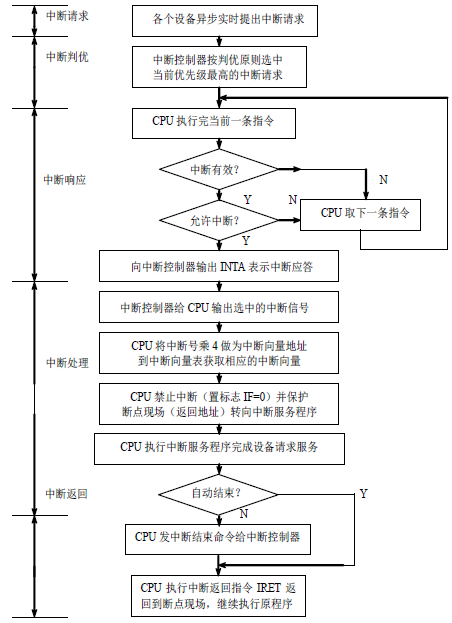 中断请求
各个设备异步实时提出中断请求
中断判优
中断控制器按判优原则选中
当前优先级最高的中断请求
CPU 执行完当前一条指令
中断响应
中断有效?
N
Y
N
允许中断?
CPU 取下一条指令
Y
向中断控制器输出 INTA 表示中断应答
中断控制器给 CPU 输出选中的中断信号
中断处理
CPU 将中断号乘 4 做为中断向量地址
到中断向量表获取相应的中断向量
CPU 禁止中断（置标志 IF=0）并保护
断点现场（返回地址）转向中断服务程序
CPU 执行中断服务程序完成设备请求服务
中断返回
自动结束?
Y
N
CPU 发中断结束命令给中断控制器
CPU 执行中断返回指令 IRET 返
回到断点现场，继续执行原程序